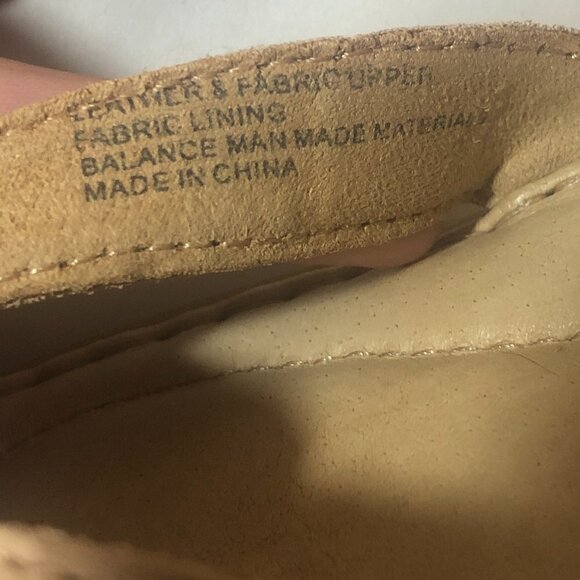 LEATHER & FABRIC UPPER
FABRIC LINING
BALANCE MAN MADE MATERIALS
MADE IN CHINA